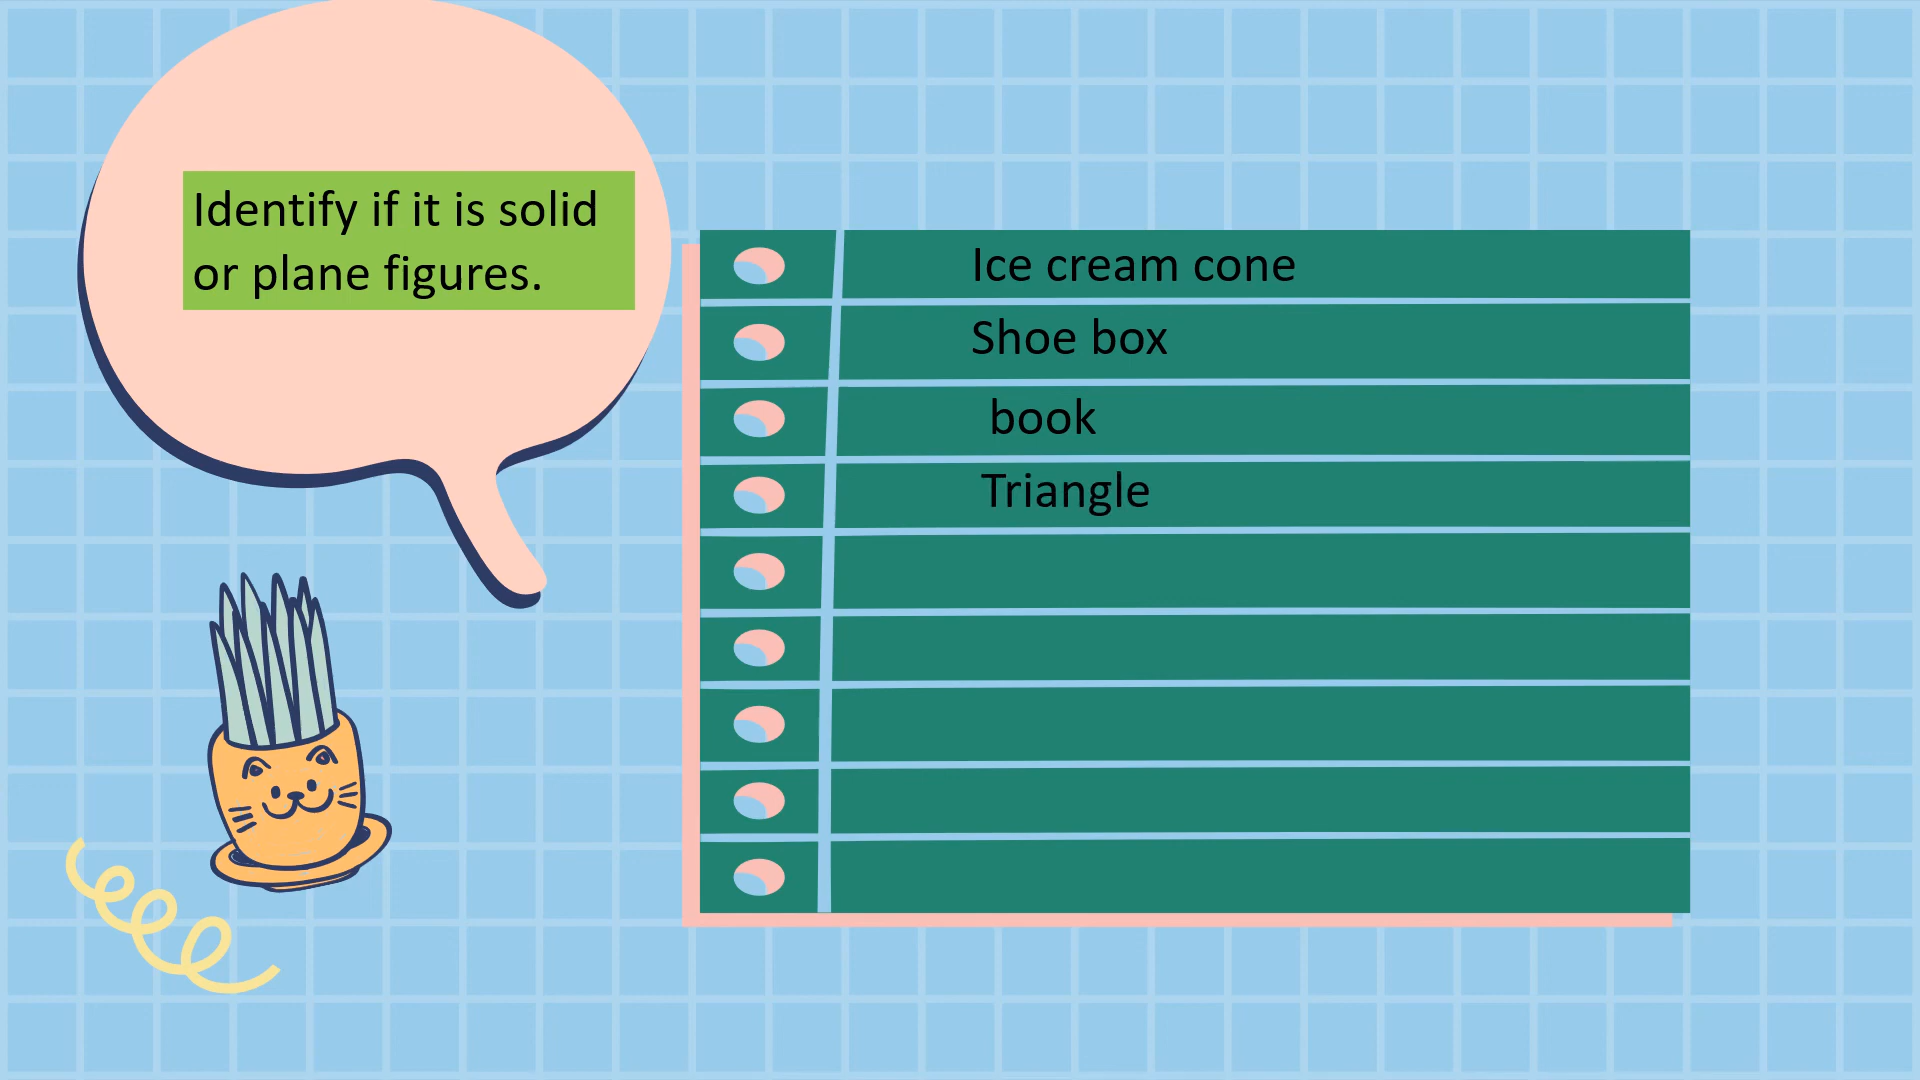 Identify if it is solid
or plane figures.
Ice cream cone
Shoe box
book
Triangle